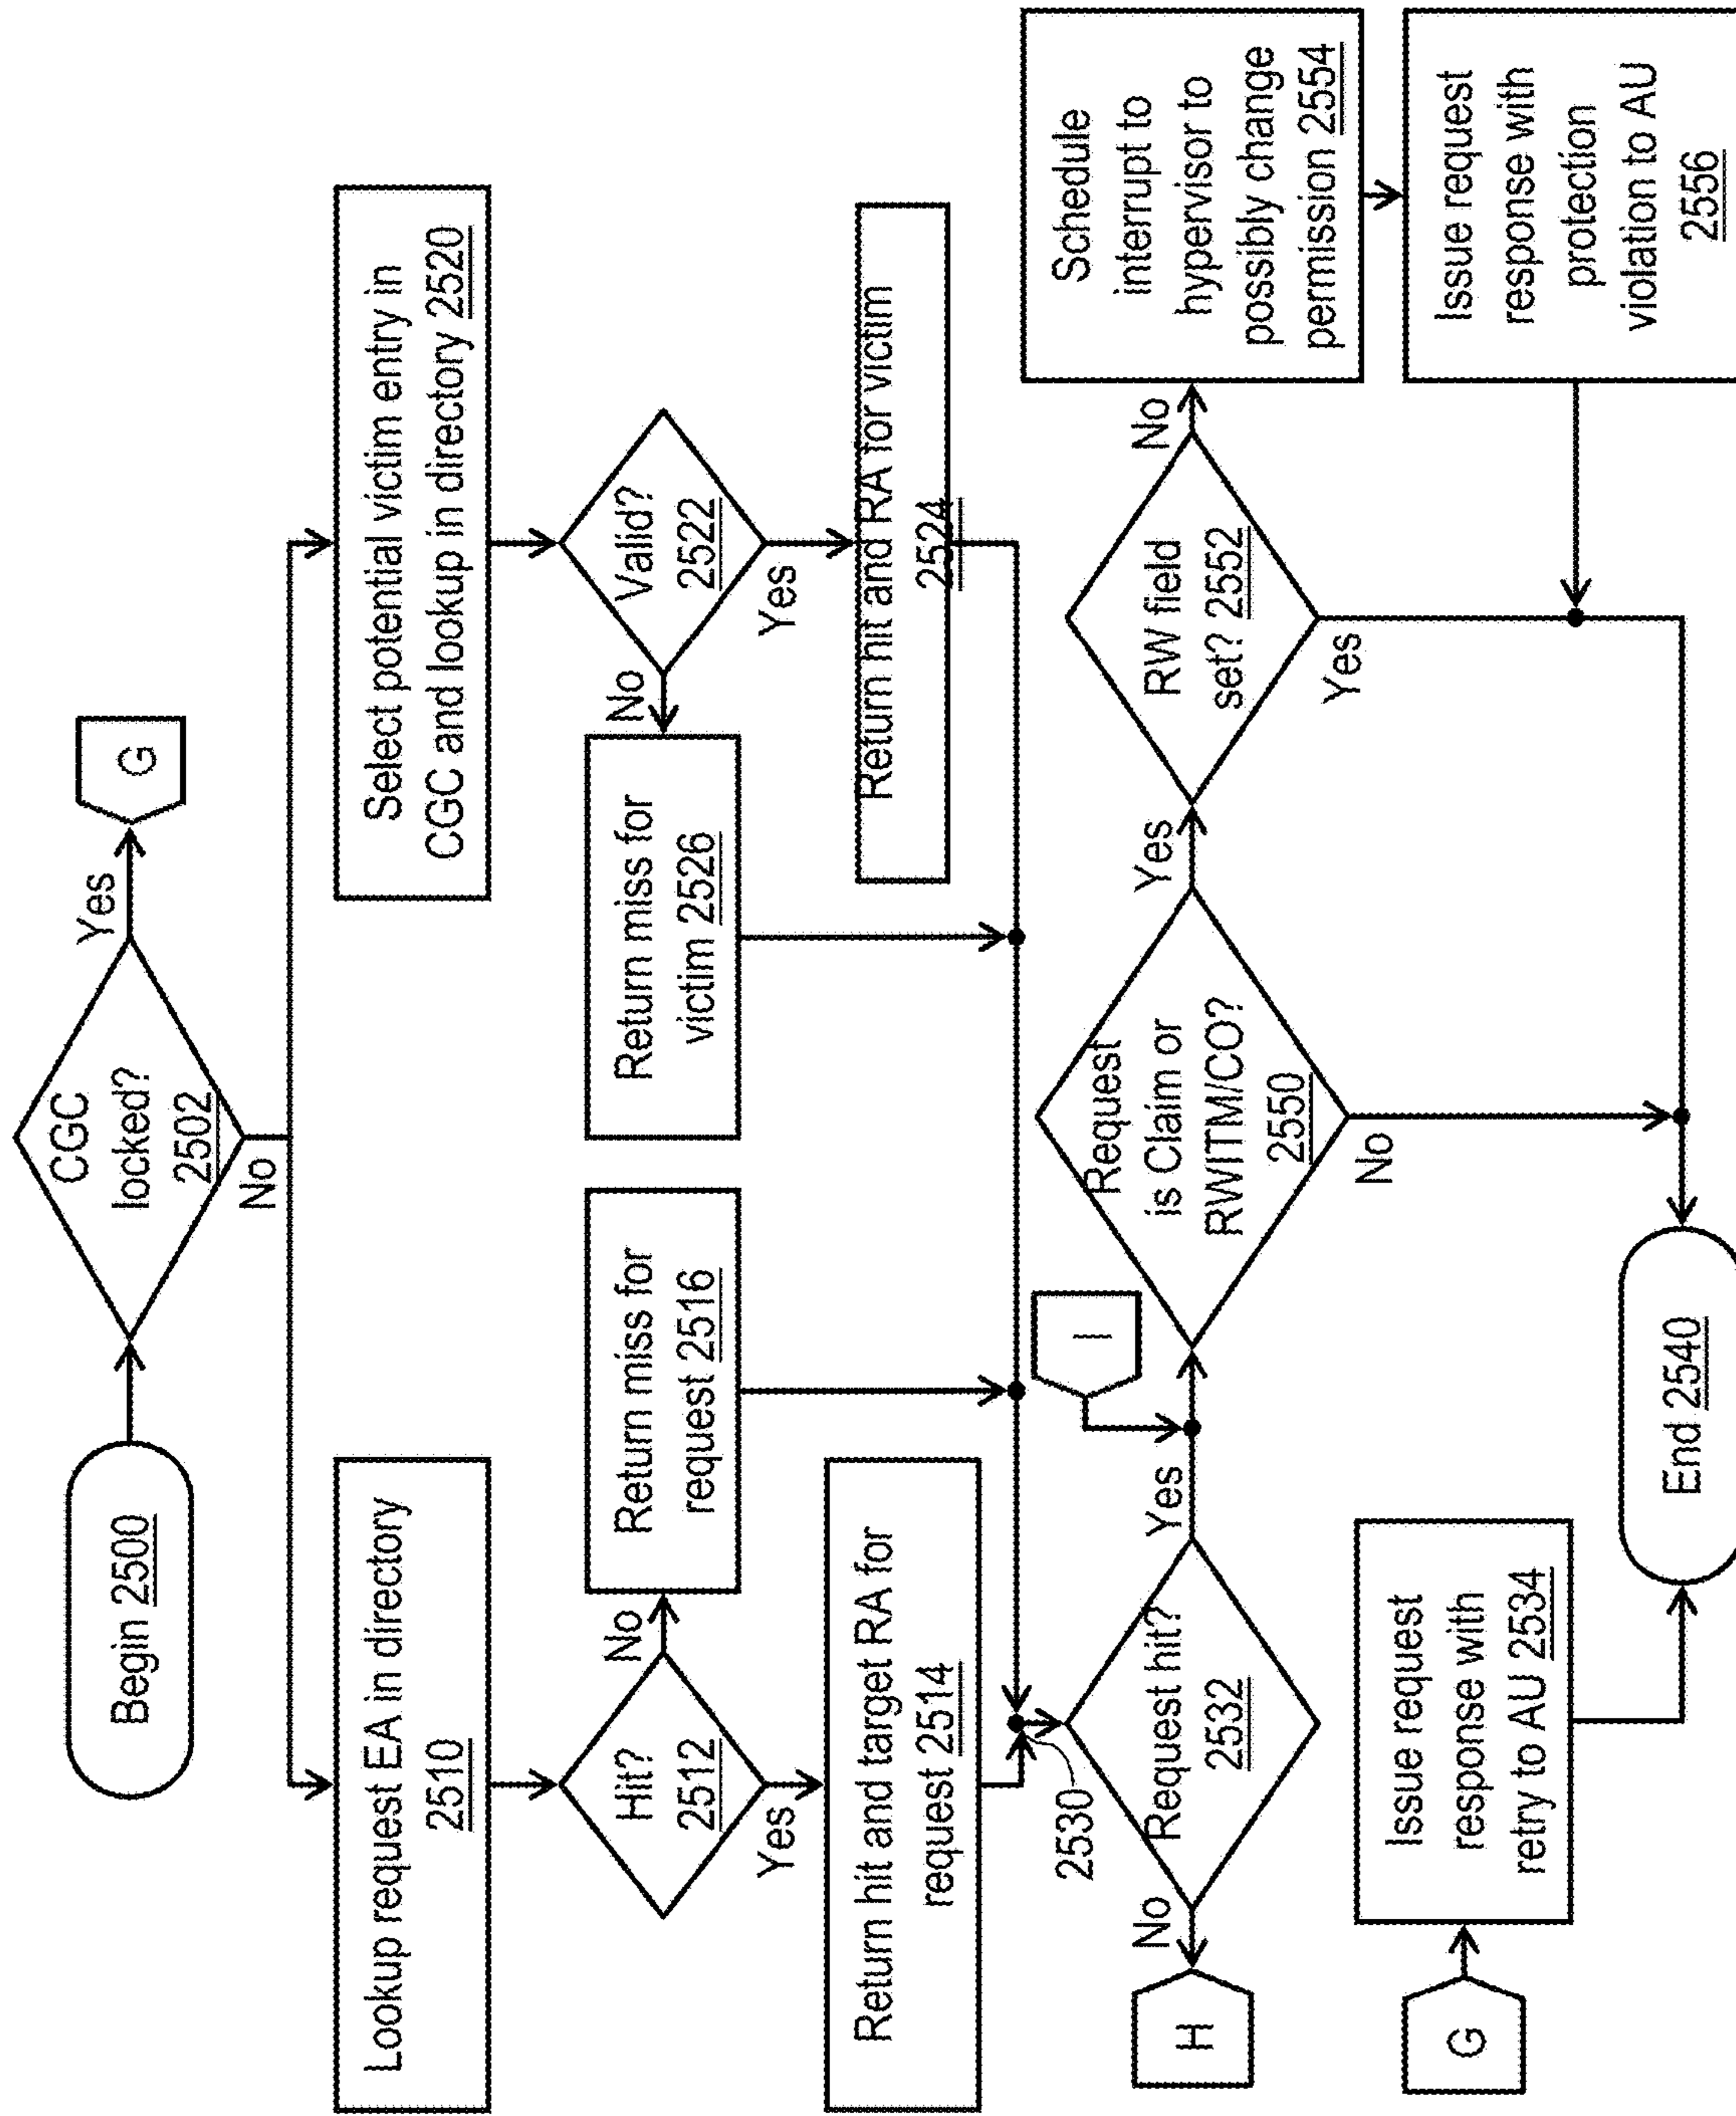 Begin 2500
CGC
locked?
2502
Yes
G
No
Lookup request EA in directory
2510
Select potential victim entry in
CGC and lookup in directory 2520
Hit?
2512
No
Yes
Return miss for
request 2516
Return hit and target RA for
request 2514
Valid?
2522
No
Yes
Return miss for
victim 2526
Return hit and RA for victim
2524
2530
Request hit?
2532
No
H
Yes
I
Request
is Claim or
RWITM/CO?
2550
Yes
No
RW field
set? 2552
No
Yes
Schedule
interrupt to
hypervisor to
possibly change
permission 2554
Issue request
response with
protection
violation to AU
2556
G
Issue request
response with
retry to AU 2534
End 2540